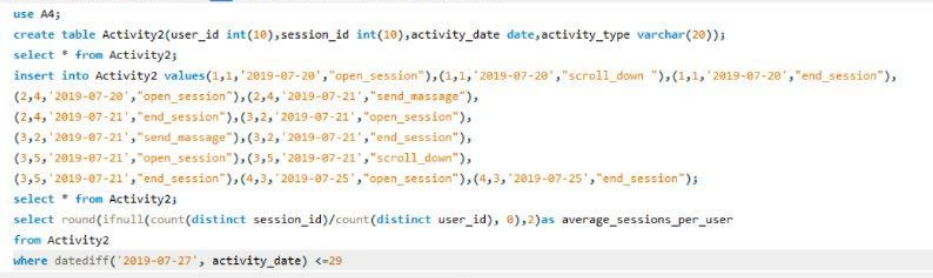 use A4;
create table Activity2(user_id int(10),session_id int(10),activity_date date,activity_type varchar(20));
select * from Activity2;
insert into Activity2 values(1,1,'2019-07-20',"open_session"),(1,1,'2019-07-20',"scroll_down "),(1,1,'2019-07-20',"end_session"),
(2,4,'2019-07-20',"open_session"),(2,4,'2019-07-21',"send_massage"),
(2,4,'2019-07-21',"end_session"),(3,2,'2019-07-21',"open_session"),
(3,2,'2019-07-21',"send_massage"),(3,2,'2019-07-21',"end_session"),
(3,5,'2019-07-21',"open_session"),(3,5,'2019-07-21',"scroll_down"),
(3,5,'2019-07-21',"end_session"),(4,3,'2019-07-25',"open_session"),(4,3,'2019-07-25',"end_session");
select * from Activity2;
select round(ifnull(count(distinct session_id)/count(distinct user_id), 0),2)as average_sessions_per_user
from Activity2
where datediff('2019-07-27', activity_date) <=29